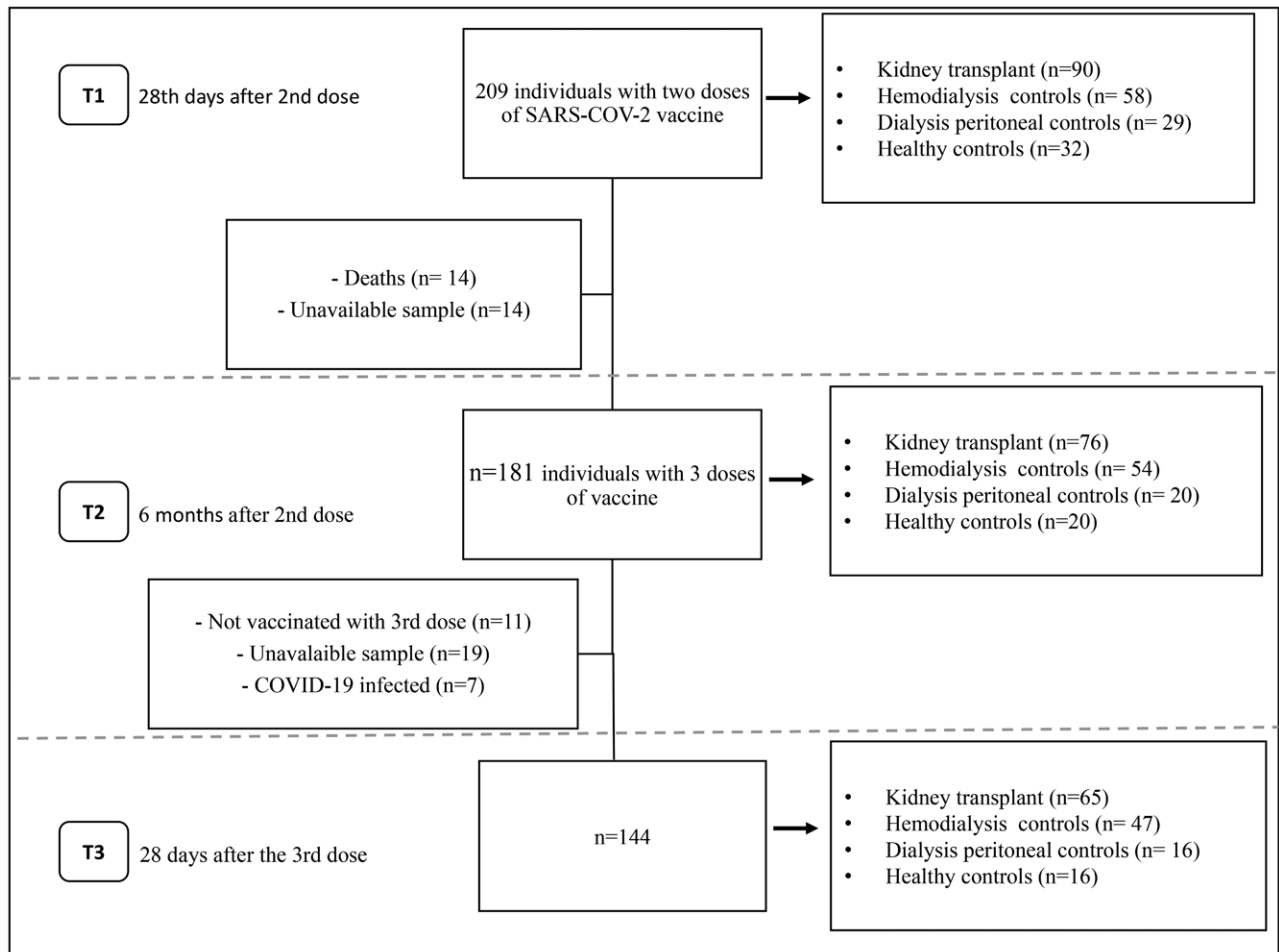 T1
28th days after 2nd dose
209 individuals with two doses
of SARS-COV-2 vaccine
• Kidney transplant (n=90)
• Hemodialysis controls (n= 58)
• Dialysis peritoneal controls (n= 29)
• Healthy controls (n=32)
- Deaths (n= 14)
- Unavailable sample (n=14)
T2
6 months after 2nd dose
n=181 individuals with 3 doses
of vaccine
• Kidney transplant (n=76)
• Hemodialysis controls (n= 54)
• Dialysis peritoneal controls (n= 20)
• Healthy controls (n=20)
- Not vaccinated with 3rd dose (n=11)
- Unavalaible sample (n=19)
- COVID-19 infected (n=7)
T3
28 days after the 3rd dose
n=144
• Kidney transplant (n=65)
• Hemodialysis controls (n= 47)
• Dialysis peritoneal controls (n= 16)
• Healthy controls (n=16)